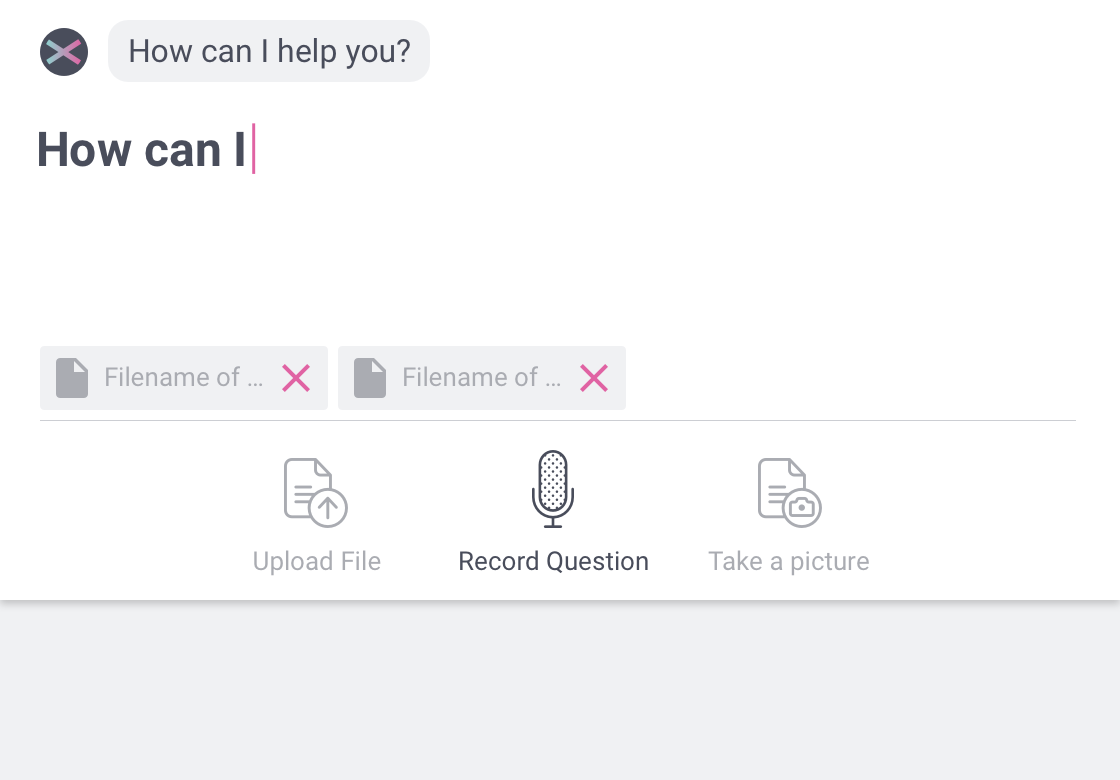 How can I help you?
How can I
Filename of ... Filename of ...
Upload File Record Question Take a picture